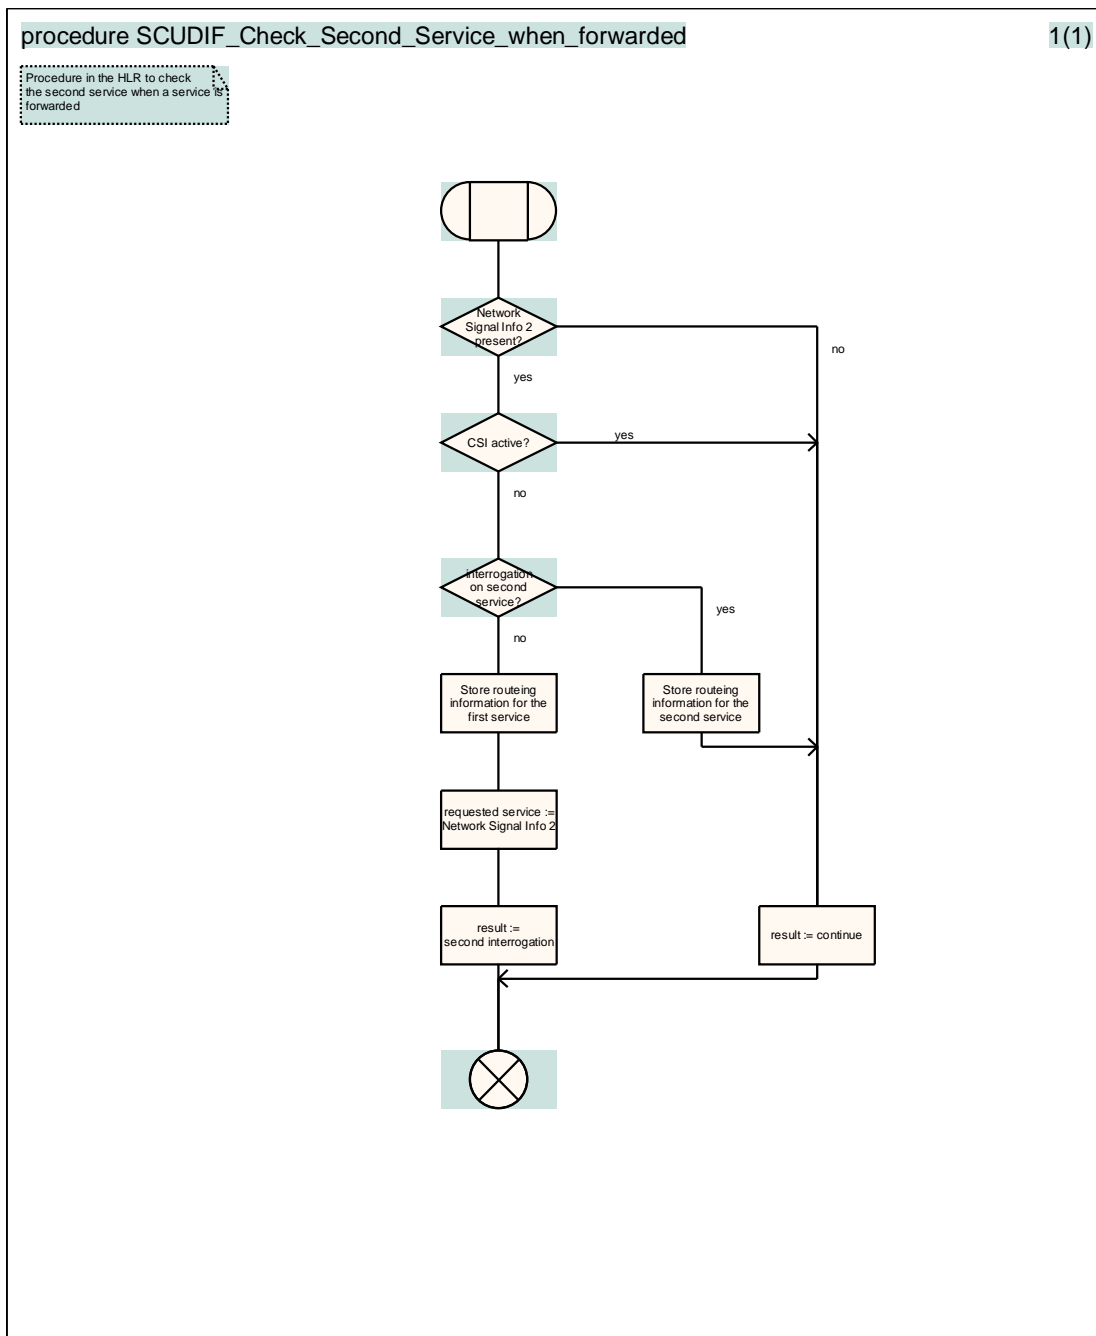 procedure SCUDIF_Check_Second_Service_when_forwarded
1(1)
Procedure in the HLR to check
the second service when a service is
forwarded
Network
Signal Info 2
present?
no
yes
CSI active?
yes
no
interrogation
on second
service?
yes
no
Store routeing
information for the
first service
Store routeing
information for the
second service
requested service :=
Network Signal Info 2
result :=
second interrogation
result := continue